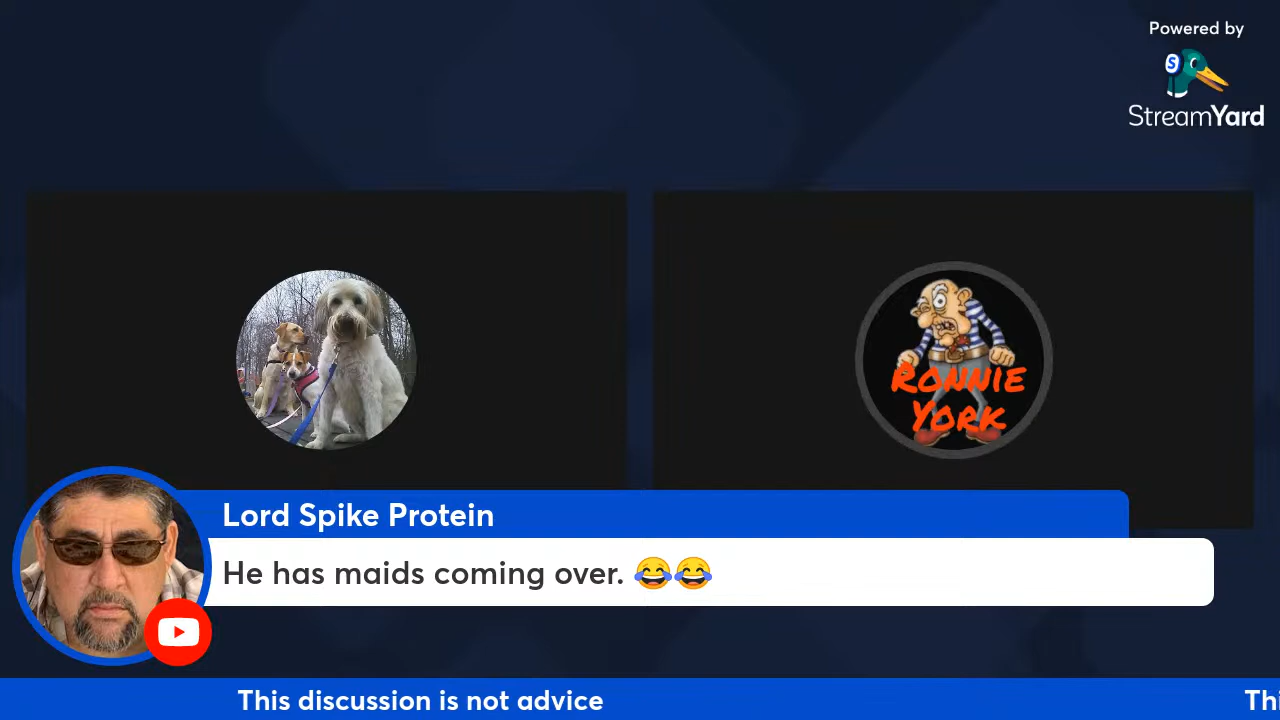 Powered by
S
StreamYard
RONNIE
YORK
Lord Spike Protein
He has maids coming over. 😂😂
This discussion is not advice
Thi